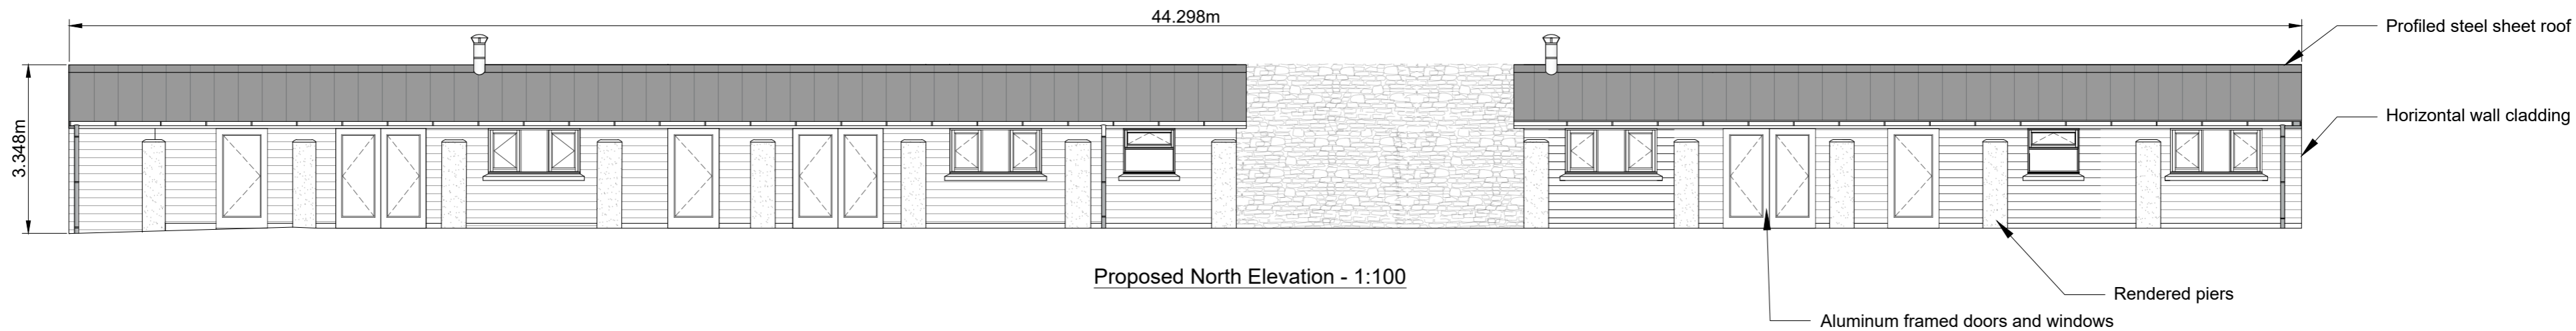 44.298m
Profiled steel sheet roof
3.348m
Horizontal wall cladding
Proposed North Elevation - 1:100
Rendered piers
Aluminum framed doors and windows